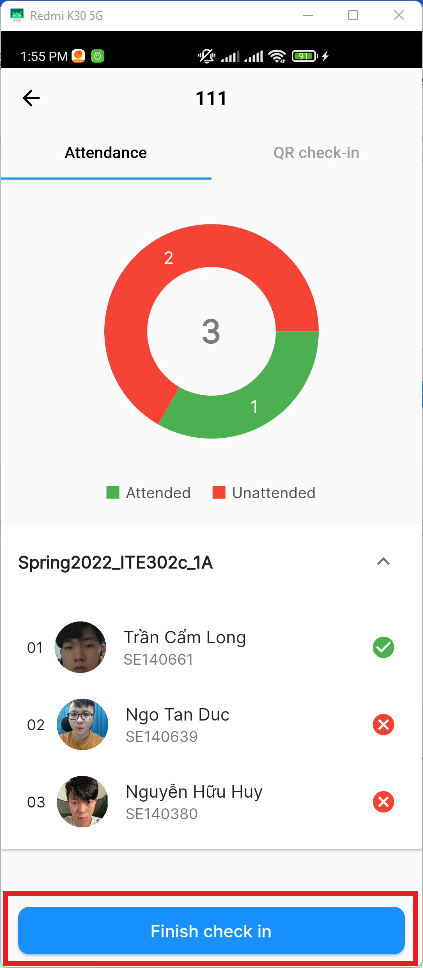 Redmi K30 5G
1:55 PM
91
111
Attendance QR check-in
2
3
1
Attended Unattended
Spring2022_ITE302c_1A
01 Trần Cẩm Long
SE140661
02 Ngo Tan Duc
SE140639
03 Nguyễn Hữu Huy
SE140380
Finish check in